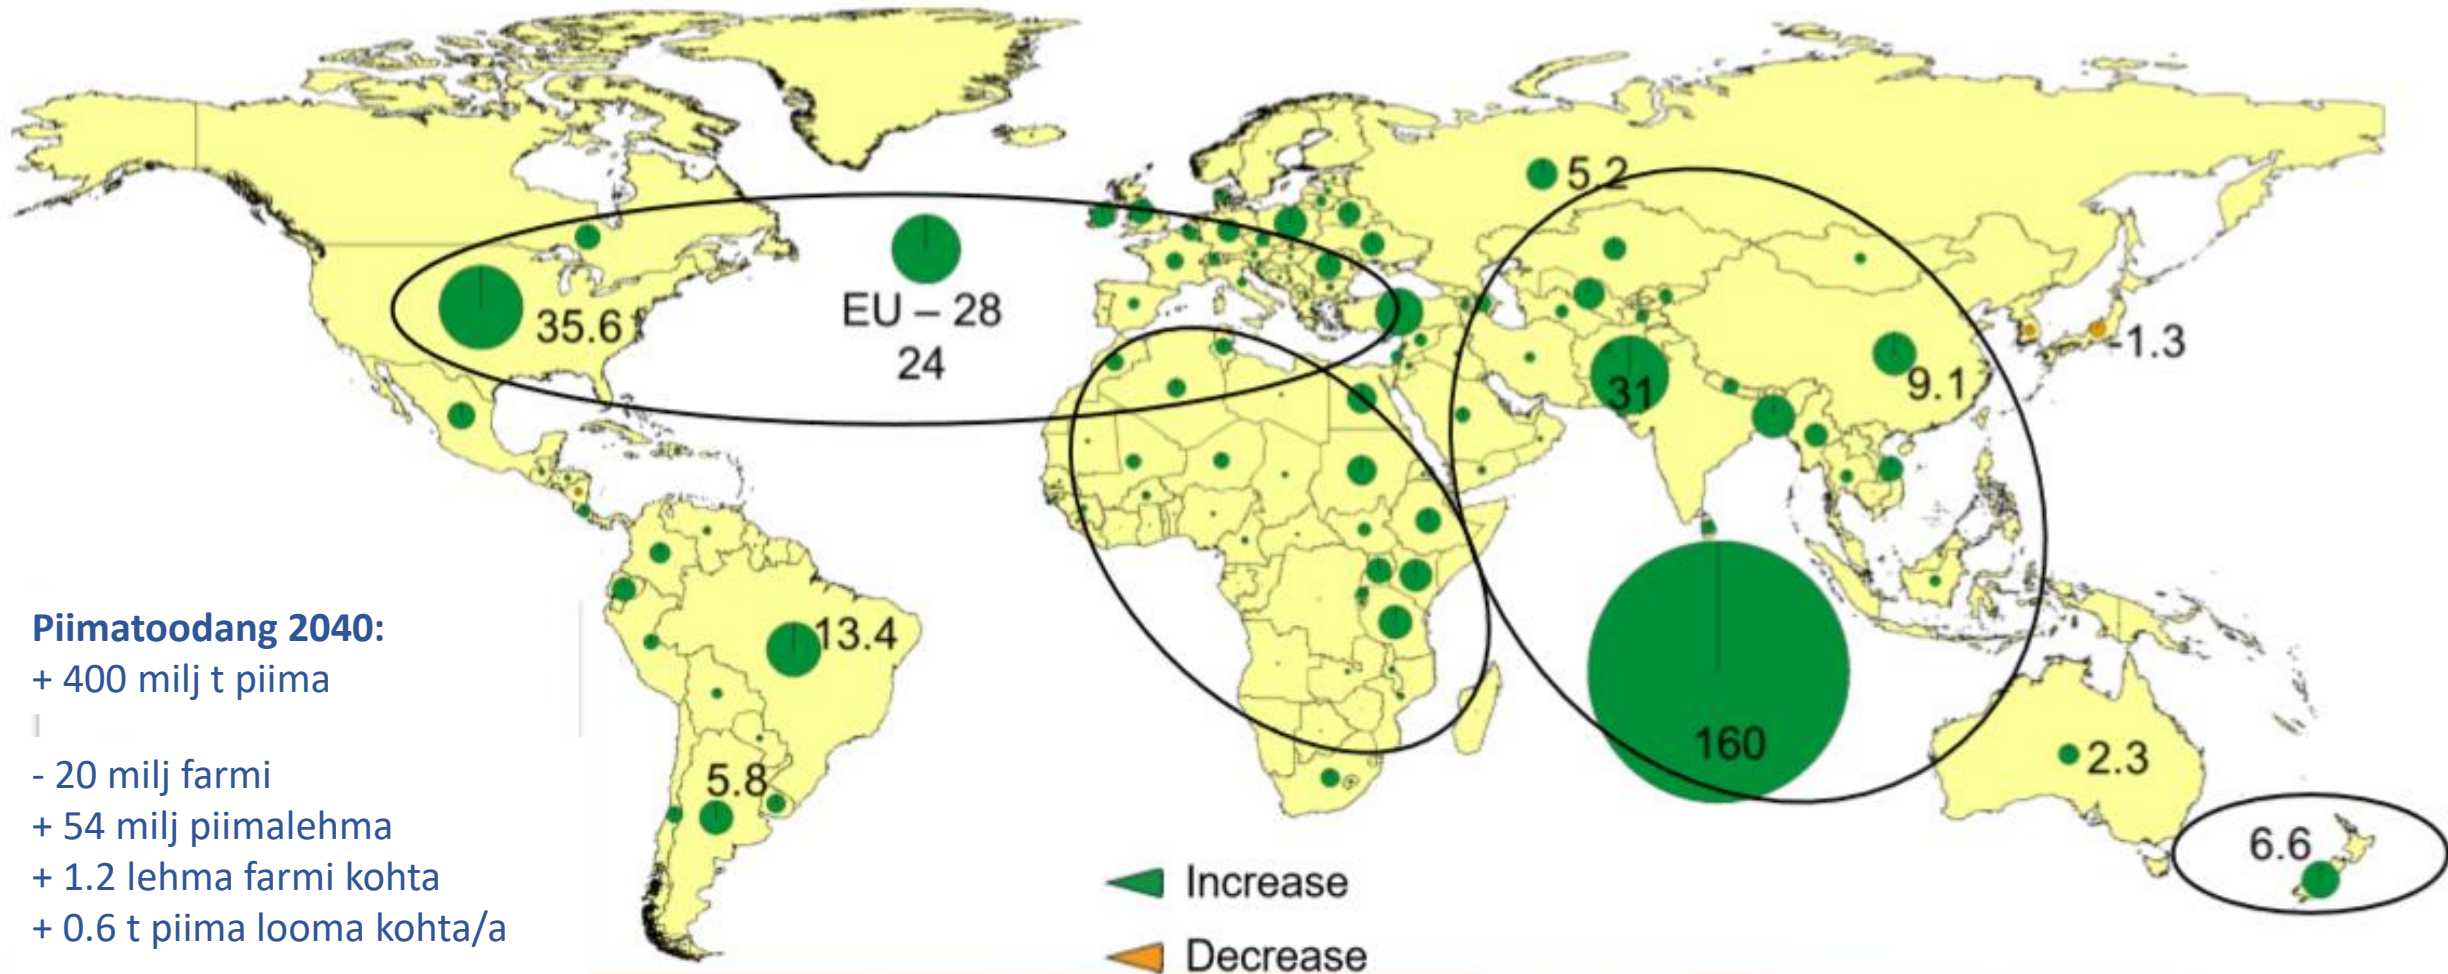 5.2
35.6
EU – 28
24
-1.3
31
9.1
Piimatoodang 2040:
+ 400 milj t piima
- 20 milj farmi
+ 54 milj piimalehma
+ 1.2 lehma farmi kohta
+ 0.6 t piima looma kohta/a
13.4
5.8
160
2.3
6.6
Increase
Decrease